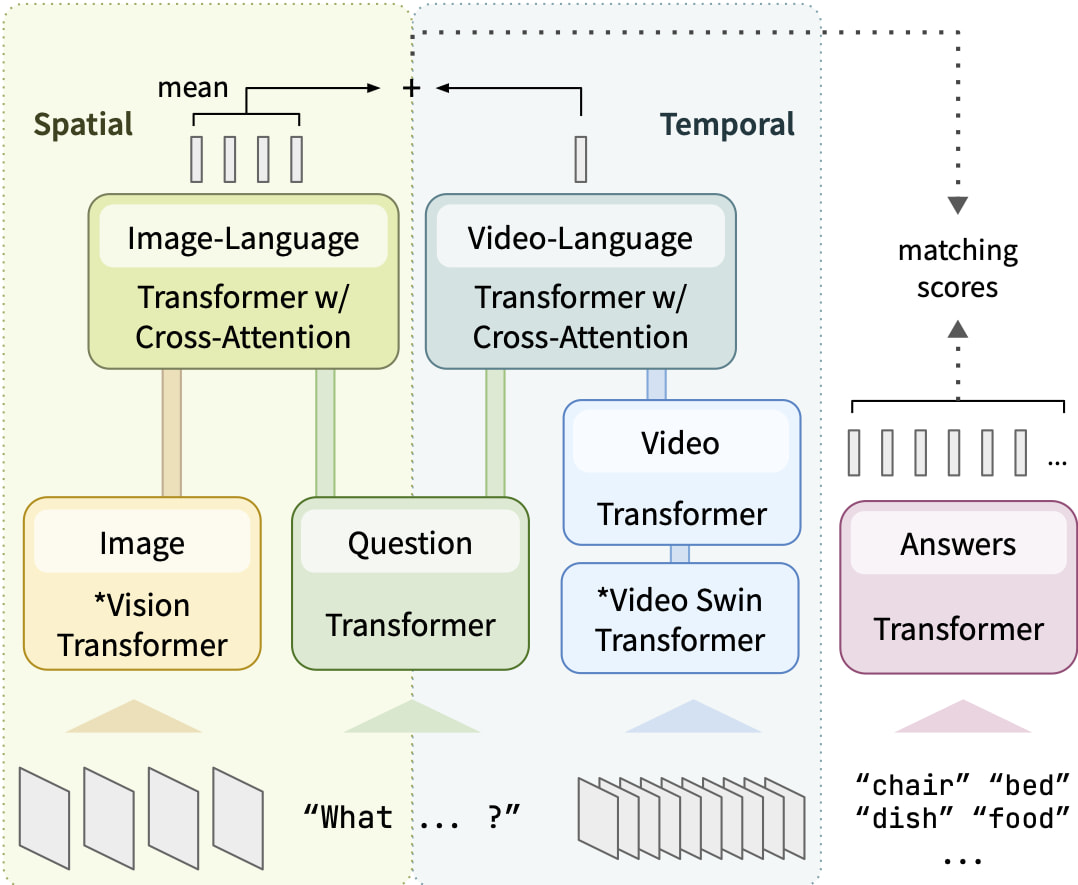 mean
+
Spatial
Temporal
Image-Language
Transformer w/
Cross-Attention
Video-Language
Transformer w/
Cross-Attention
matching
scores
Video
Transformer
...
Image
*Vision
Transformer
Question
Transformer
*Video Swin
Transformer
Answers
Transformer
“What ... ?”
“chair” “bed”
“dish” “food”
...